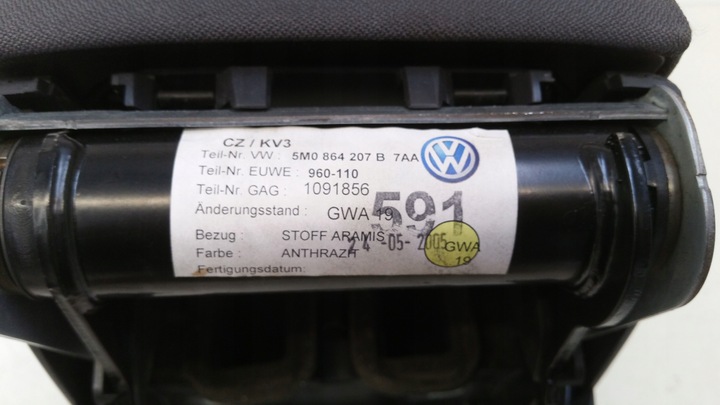 CZ / KV3
Teil-Nr. VW : 5M0 864 207 B 7AA
Teil-Nr. EUWE : 960-110
Teil-Nr. GAG : 1091856
Änderungsstand : GWA 19
591
Bezug : STOFF ARAMIS
24 -05- 2005
Farbe : ANTHRAZIT
GWA
19
Fertigungsdatum: